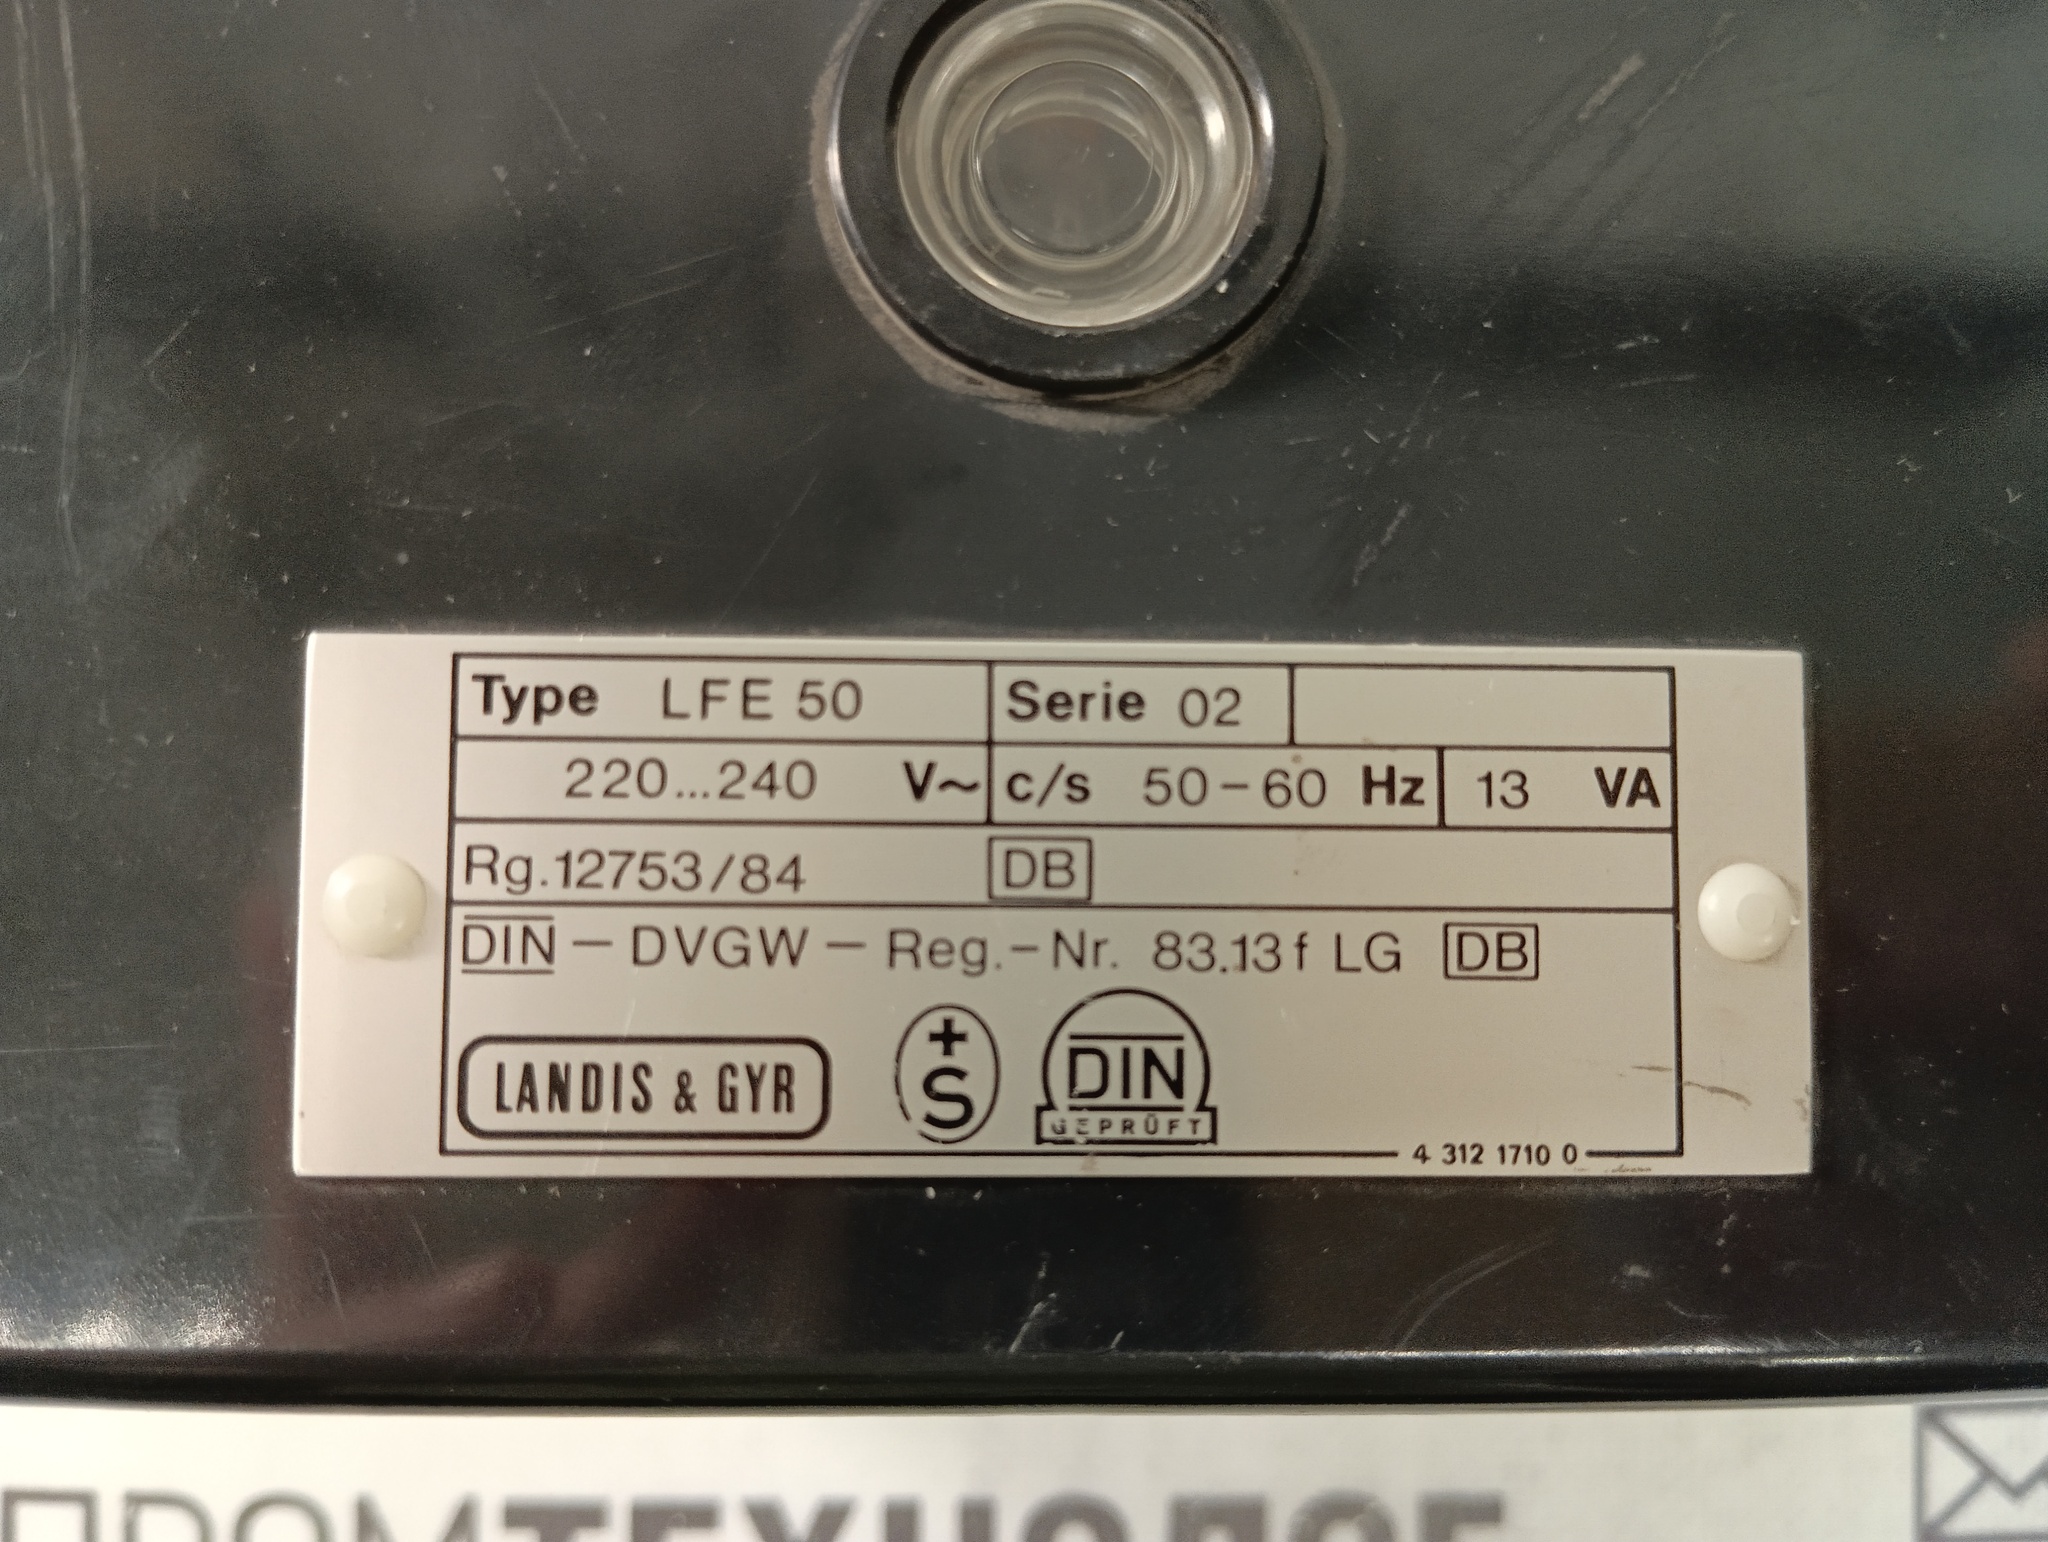 Type LFE 50 Serie 02
220...240 V~ c/s 50-60 Hz 13 VA
Rg.12753/84 DB
DIN - DVGW - Reg.-Nr. 83.13 f LG DB
LANDIS & GYR +S DIN
GEPRÜFT
4 312 1710 0